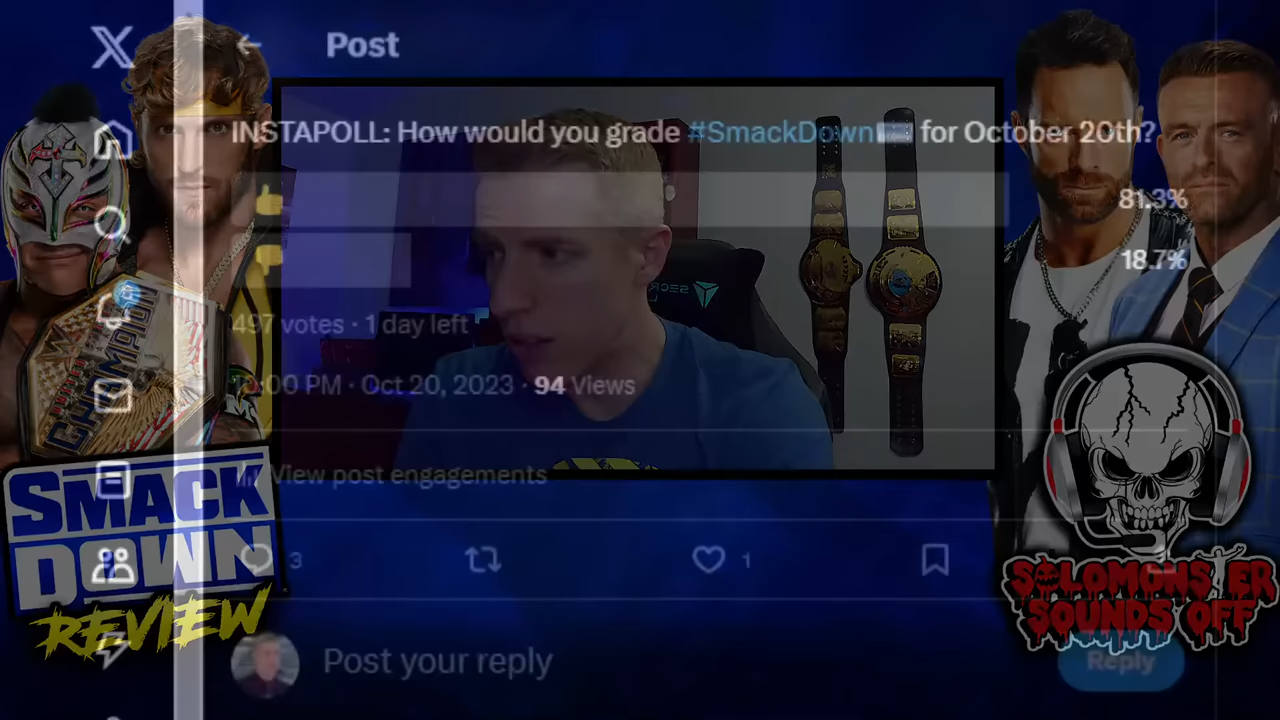 Post
INSTAPOLL: How would you grade #SmackDown for October 20th?
81.3%
18.7%
497 votes · 1 day left
10:00 PM · Oct 20, 2023 · 94 Views
View post engagements
3
1
Post your reply
Reply
CHAMPION
SMACK
DOWN
REVIEW
SOLOMONSTER
SOUNDS OFF